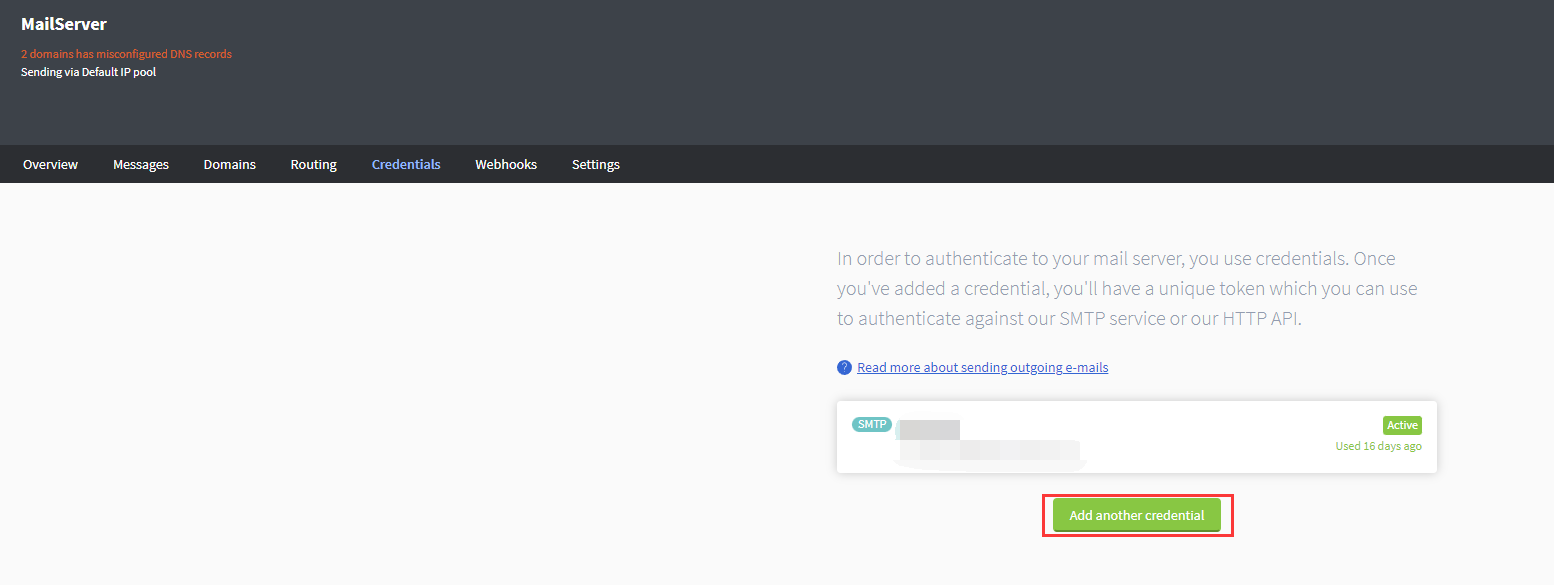 MailServer
2 domains has misconfigured DNS records
Sending via Default IP pool
Overview Messages Domains Routing Credentials Webhooks Settings
In order to authenticate to your mail server, you use credentials. Once
you've added a credential, you'll have a unique token which you can use
to authenticate against our SMTP service or our HTTP API.
? Read more about sending outgoing e-mails
SMTP Active
Used 16 days ago
Add another credential